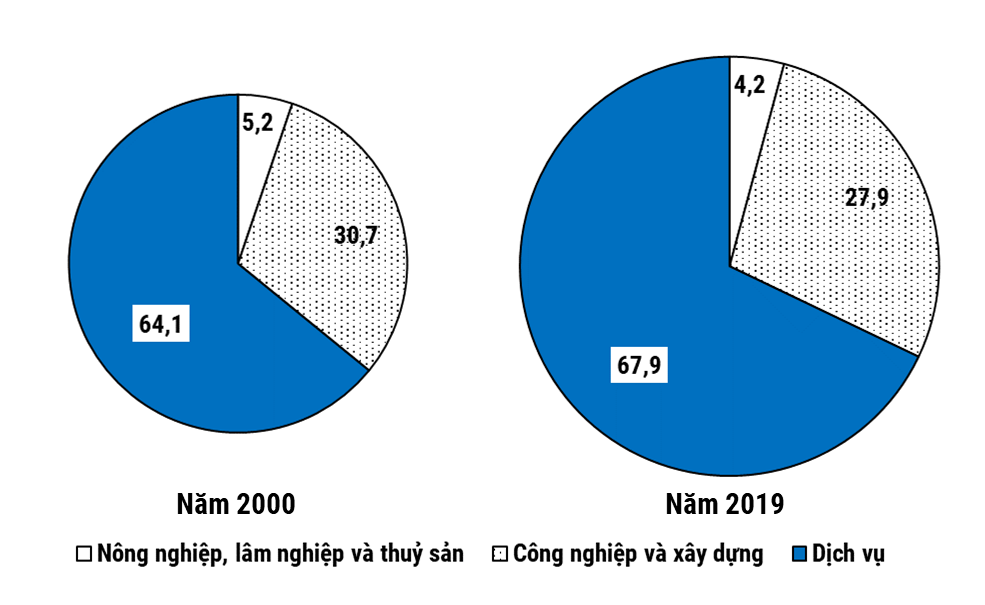 5,2
30,7
64,1
4,2
27,9
67,9
Năm 2000
Năm 2019
Nông nghiệp, lâm nghiệp và thuỷ sản
Công nghiệp và xây dựng
Dịch vụ